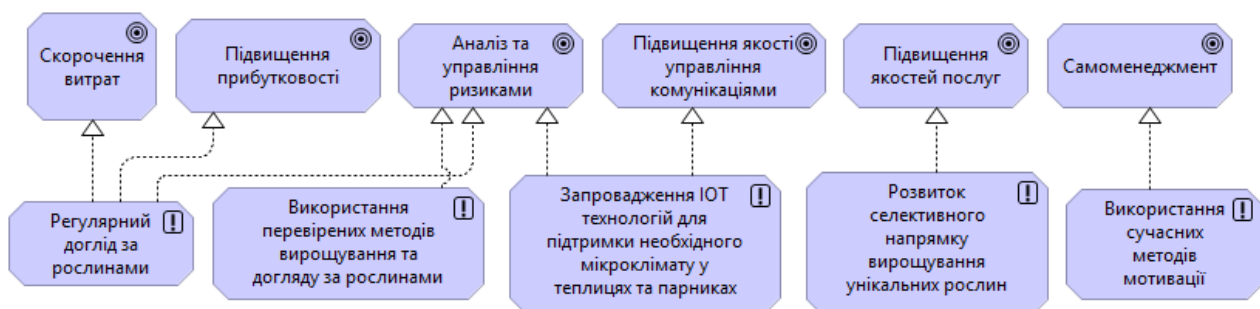 Скорочення
витрат
Підвищення
прибутковості
Аналіз та
управління
ризиками
Підвищення якості
управління
комунікаціями
Підвищення
якостей послуг
Самоменеджмент
Регулярний
догляд за
рослинами
Використання
перевірених методів
вирощування та
догляду за рослинами
Запровадження ІОТ
технологій для
підтримки необхідного
мікроклімату у
теплицях та парниках
Розвиток
селективного
напрямку
вирощування
унікальних рослин
Використання
сучасних
методів
мотивації